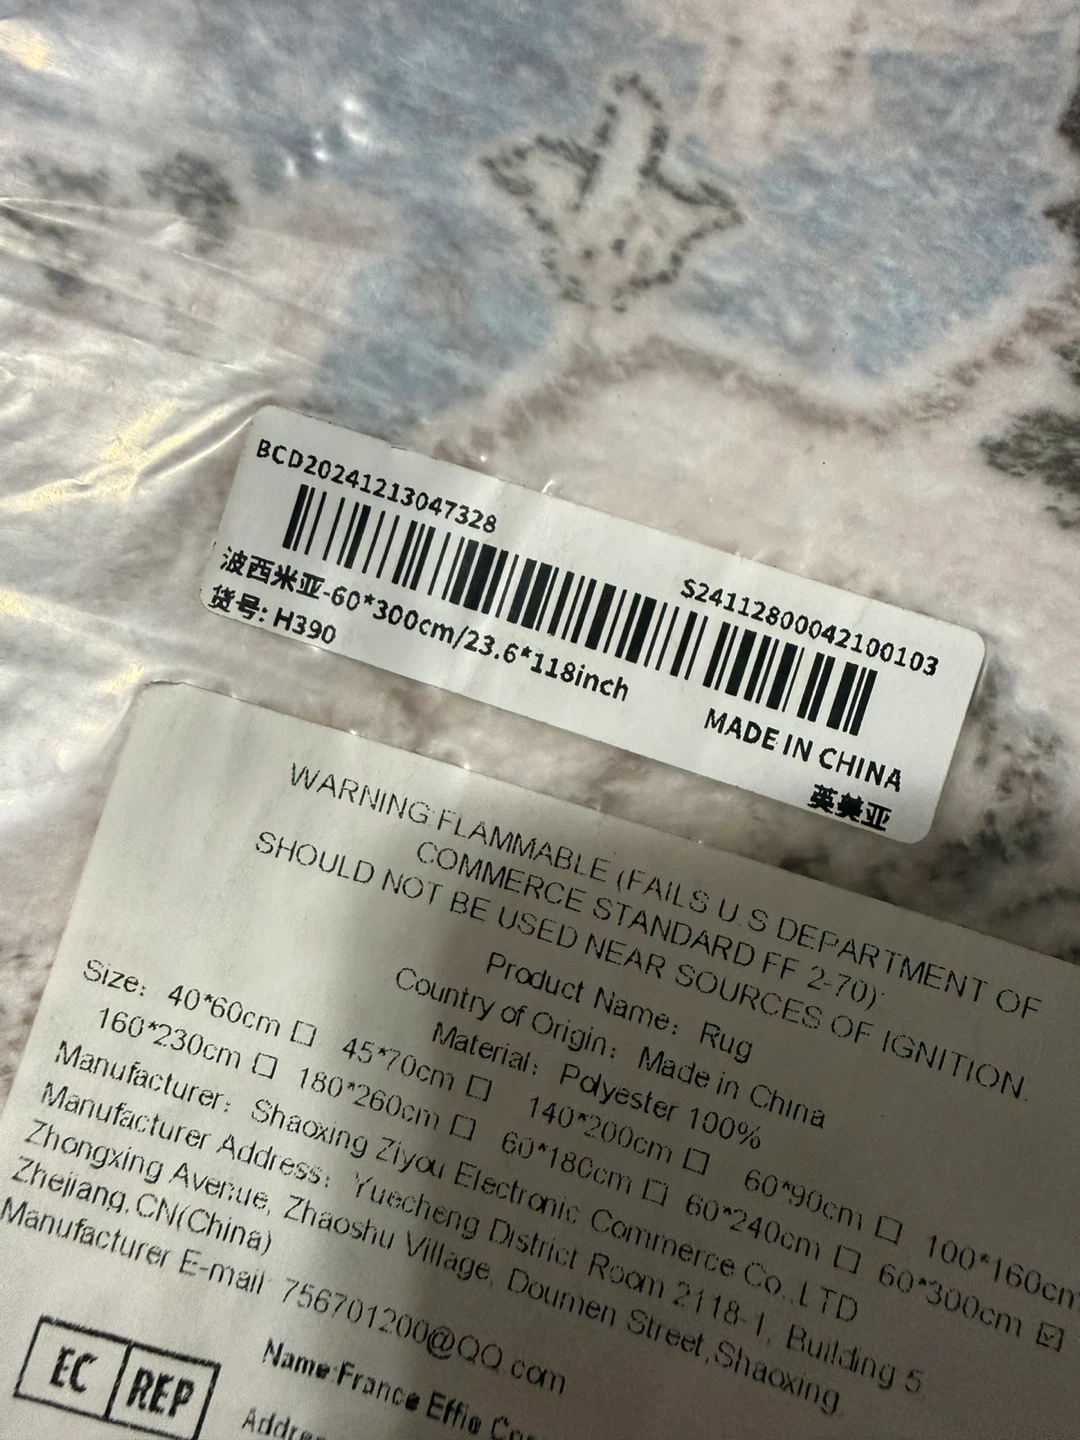 BCD20241213047328
S24112800042100103
波西米亚-60*300cm/23.6*118inch
货号: H390
MADE IN CHINA
英美亚
WARNING:FLAMMABLE (FAILS U.S DEPARTMENT OF
COMMERCE STANDARD FF 2-70):
SHOULD NOT BE USED NEAR SOURCES OF IGNITION.
Product Name: Rug
Country of Origin: Made in China
Material: Polyester 100%
Size: 40*60cm ☐ 45*70cm ☐ 140*200cm ☐ 60*90cm ☐ 100*160cm
160*230cm ☐ 180*260cm ☐ 60*180cm ☐ 60*240cm ☐ 60*300cm ☑
Manufacturer: Shaoxing Ziyou Electronic Commerce Co.,LTD
Manufacturer Address: Yuecheng District Room 2118-1, Building 5,
Zhongxing Avenue, Zhaoshu Village, Doumen Street,Shaoxing,
Zhejiang,CN(China)
Manufacturer E-mail: 756701200@QQ.com
EC REP
Name:France Effie